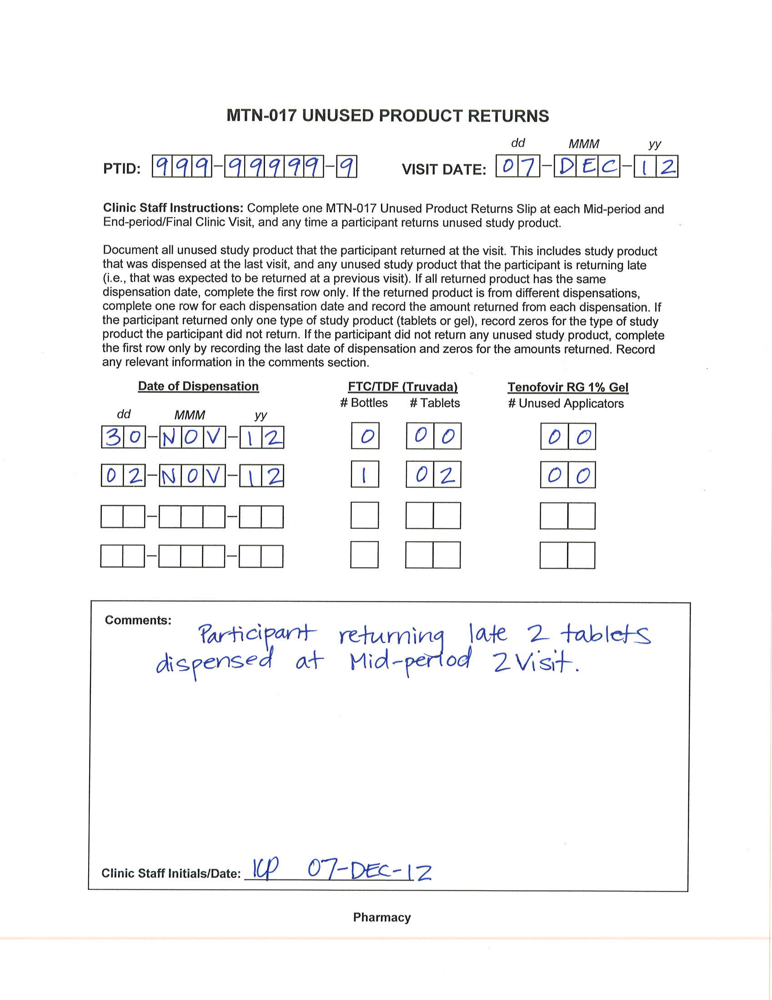 MTN-017 UNUSED PRODUCT RETURNS
dd MMM yy
PTID: 999-99999-9 VISIT DATE: 07-DEC-12
Clinic Staff Instructions: Complete one MTN-017 Unused Product Returns Slip at each Mid-period and
End-period/Final Clinic Visit, and any time a participant returns unused study product.
Document all unused study product that the participant returned at the visit. This includes study product
that was dispensed at the last visit, and any unused study product that the participant is returning late
(i.e., that was expected to be returned at a previous visit). If all returned product has the same
dispensation date, complete the first row only. If the returned product is from different dispensations,
complete one row for each dispensation date and record the amount returned from each dispensation. If
the participant returned only one type of study product (tablets or gel), record zeros for the type of study
product the participant did not return. If the participant did not return any unused study product, complete
the first row only by recording the last date of dispensation and zeros for the amounts returned. Record
any relevant information in the comments section.
Date of Dispensation FTC/TDF (Truvada) Tenofovir RG 1% Gel
# Bottles # Tablets # Unused Applicators
dd MMM yy
30-NOV-12 0 00 00
02-NOV-12 1 02 00
Comments: Participant returning late 2 tablets
dispensed at Mid-period 2 Visit.
Clinic Staff Initials/Date: KP 07-DEC-12
Pharmacy